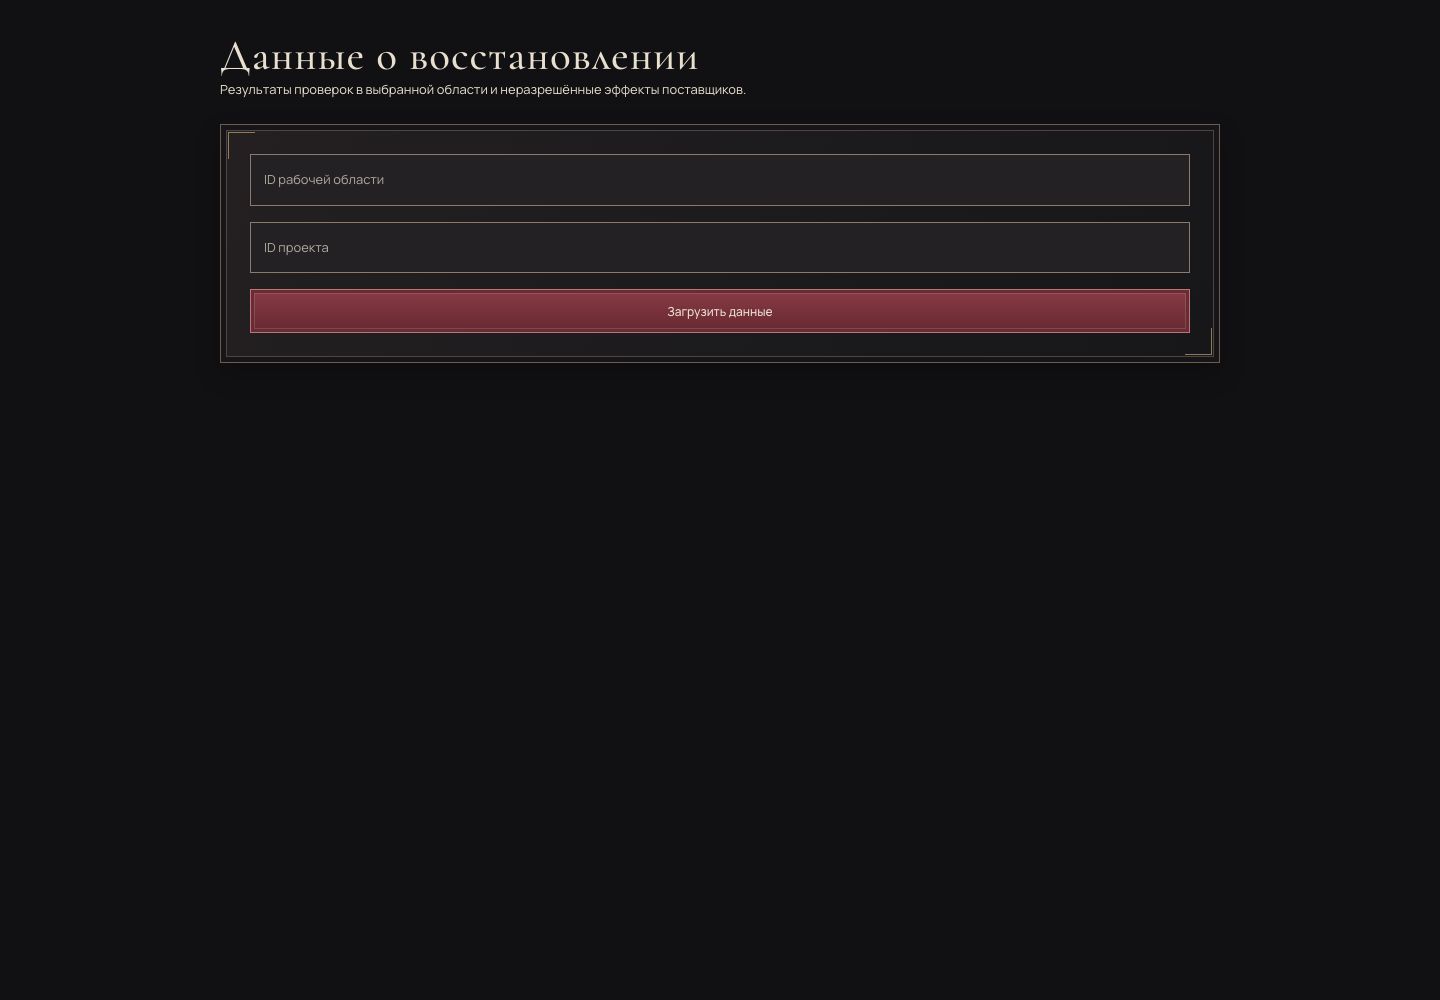 Данные о восстановлении
Результаты проверок в выбранной области и неразрешённые эффекты поставщиков.
ID рабочей области
ID проекта
Загрузить данные